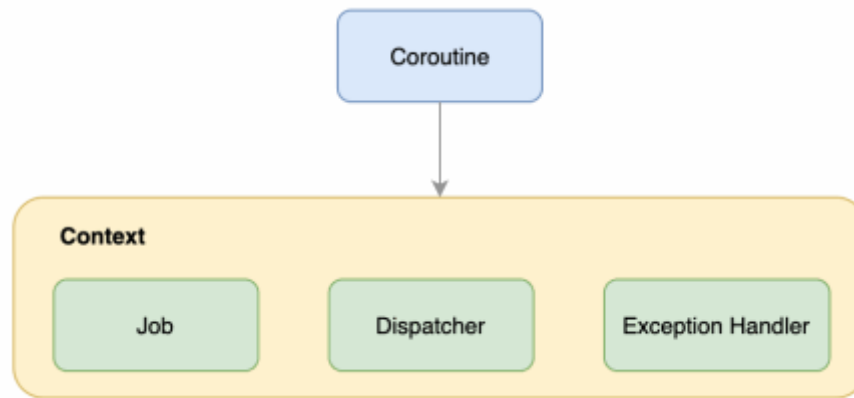 Coroutine
Context
Job
Dispatcher
Exception Handler